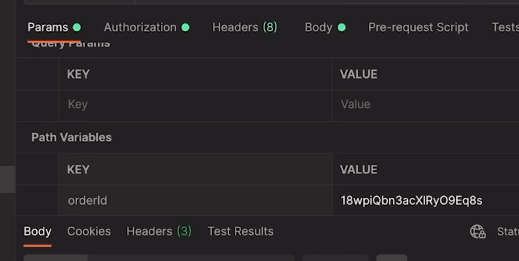 Params Authorization Headers (8) Body Pre-request Script Tests
Query Params
KEY VALUE
Key Value
Path Variables
KEY VALUE
orderId 18wpiQbn3acXlRyO9Eq8s
Body Cookies Headers (3) Test Results Statu